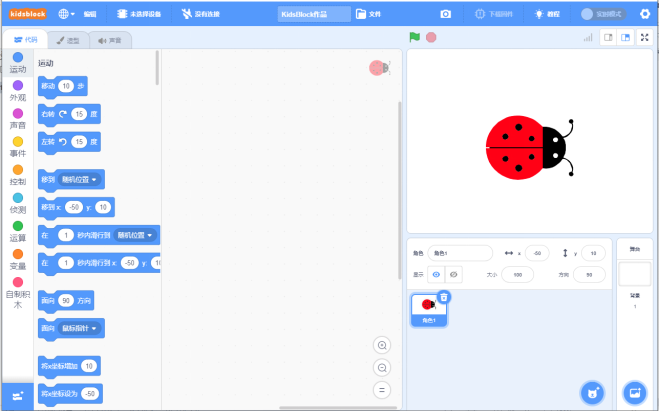 kidsblock 编辑 未选设备 没有连接 KidsBlock作品 文件 下载固件 教程 实时模式
代码 造型 声音
运动
外观
声音
事件
控制
侦测
运算
变量
自制积木
运动
移动 10 步
右转 15 度
左转 15 度
移到 随机位置
移到 x: -50 y: 10
在 1 秒内滑行到 随机位置
在 1 秒内滑行到 x: -50 y: 10
面向 90 方向
面向 鼠标指针
将x坐标增加 10
将x坐标设为 -50
角色 角色1 x -50 y 10
显示 大小 100 方向 90
角色1
舞台
背景
1